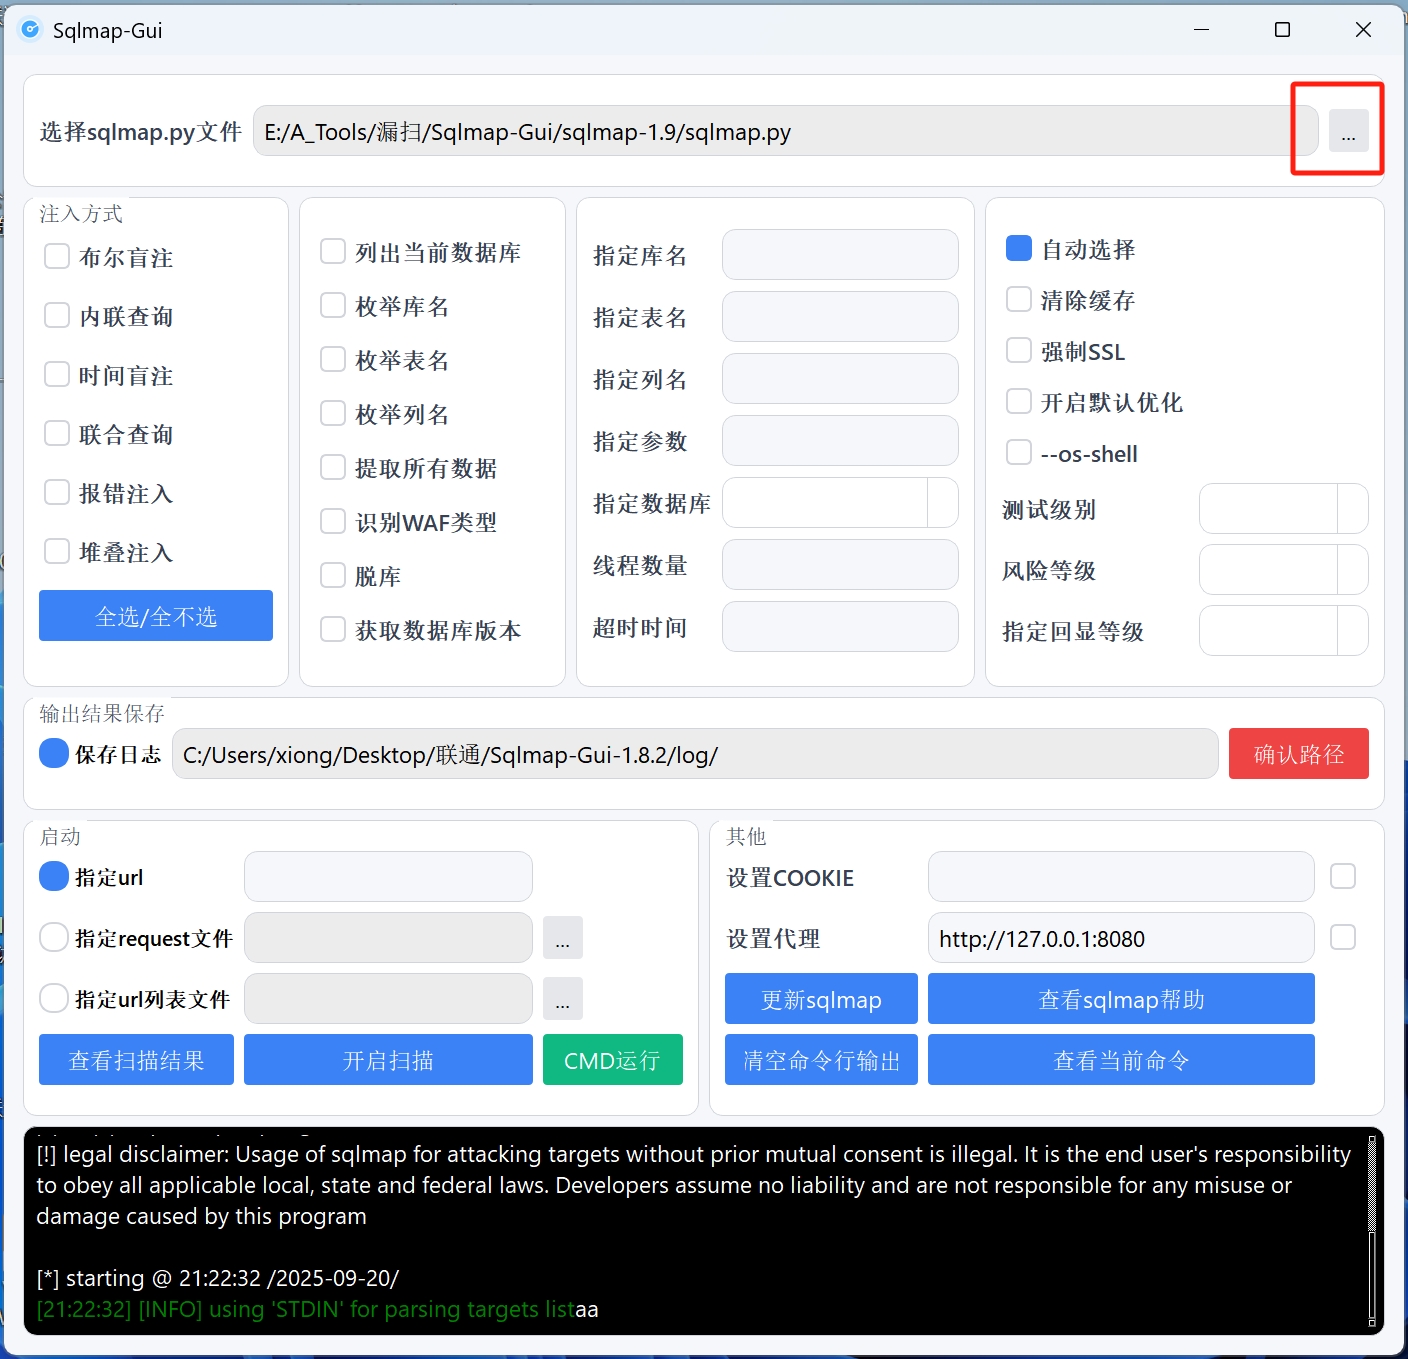 Sqlmap-Gui
选择sqlmap.py文件 E:/A_Tools/漏扫/Sqlmap-Gui/sqlmap-1.9/sqlmap.py ...
注入方式
布尔盲注
内联查询
时间盲注
联合查询
报错注入
堆叠注入
全选/全不选
列出当前数据库
枚举库名
枚举表名
枚举列名
提取所有数据
识别WAF类型
脱库
获取数据库版本
指定库名
指定表名
指定列名
指定参数
指定数据库
线程数量
超时时间
自动选择
清除缓存
强制SSL
开启默认优化
--os-shell
测试级别
风险等级
指定回显等级
输出结果保存
保存日志 C:/Users/xiong/Desktop/联通/Sqlmap-Gui-1.8.2/log/ 确认路径
启动
指定url
指定request文件 ...
指定url列表文件 ...
查看扫描结果 开启扫描 CMD运行
其他
设置COOKIE
设置代理 http://127.0.0.1:8080
更新sqlmap 查看sqlmap帮助
清空命令行输出 查看当前命令
[!] legal disclaimer: Usage of sqlmap for attacking targets without prior mutual consent is illegal. It is the end user's responsibility
to obey all applicable local, state and federal laws. Developers assume no liability and are not responsible for any misuse or
damage caused by this program
[*] starting @ 21:22:32 /2025-09-20/
[21:22:32] [INFO] using 'STDIN' for parsing targets listaa